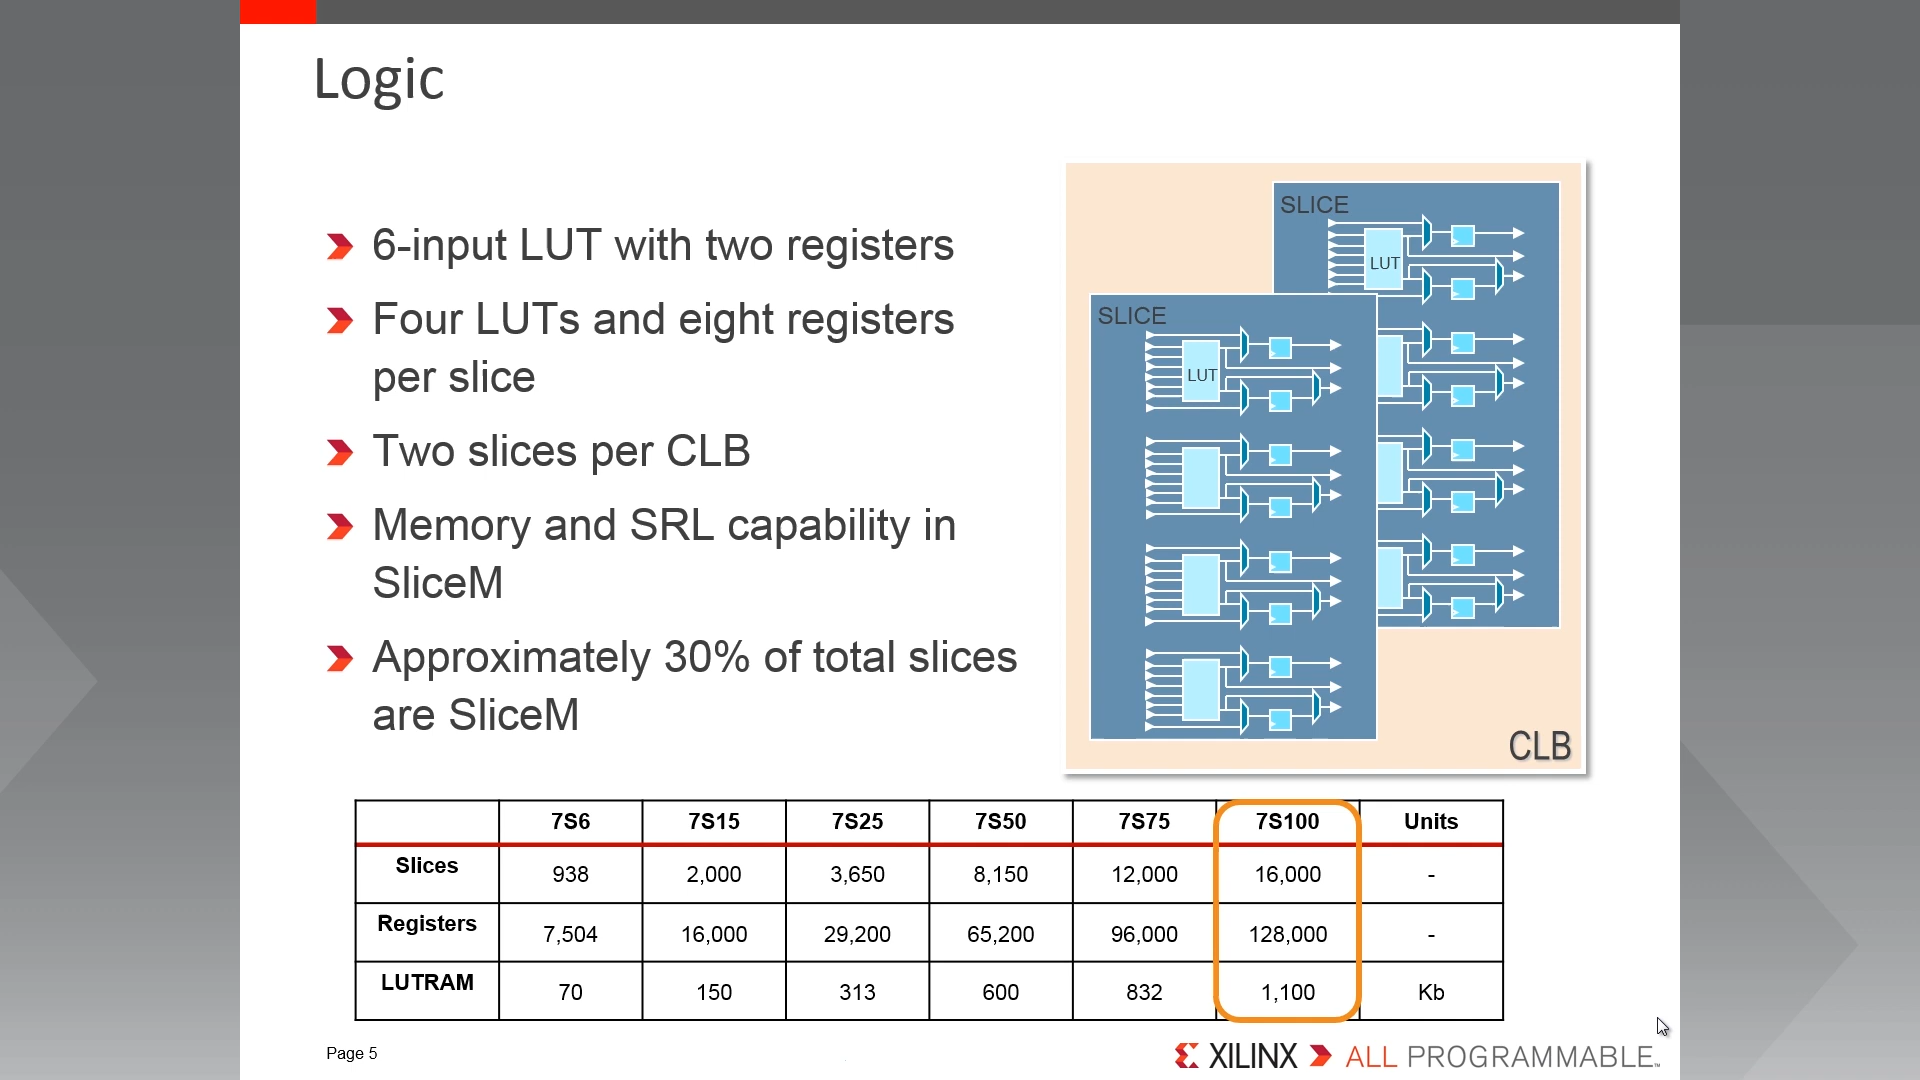 Logic
6-input LUT with two registers
Four LUTs and eight registers
per slice
Two slices per CLB
Memory and SRL capability in
SliceM
Approximately 30% of total slices
are SliceM
SLICE
LUT
SLICE
LUT
CLB
7S6 7S15 7S25 7S50 7S75 7S100 Units
Slices 938 2,000 3,650 8,150 12,000 16,000 -
Registers 7,504 16,000 29,200 65,200 96,000 128,000 -
LUTRAM 70 150 313 600 832 1,100 Kb
Page 5
XILINX ALL PROGRAMMABLE™